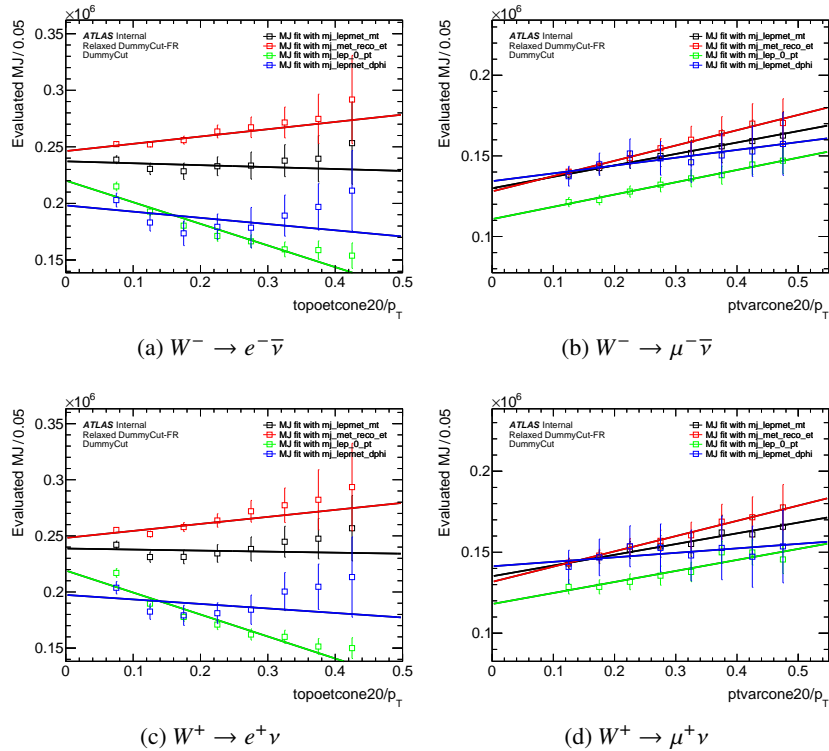 ×10⁶
ATLAS Internal
Relaxed DummyCut-FR
DummyCut
MJ fit with mj_lepmet_mt
MJ fit with mj_met_reco_et
MJ fit with mj_lep_0_pt
MJ fit with mj_lepmet_dphi
Evaluated MJ / 0.05
0.35
0.3
0.25
0.2
0.15
0 0.1 0.2 0.3 0.4 0.5
topoetcone20/p_T
(a) W⁻ → e⁻ν̅
×10⁶
ATLAS Internal
Relaxed DummyCut-FR
DummyCut
MJ fit with mj_lepmet_mt
MJ fit with mj_met_reco_et
MJ fit with mj_lep_0_pt
MJ fit with mj_lepmet_dphi
Evaluated MJ / 0.05
0.2
0.15
0.1
0 0.1 0.2 0.3 0.4 0.5
ptvarcone20/p_T
(b) W⁻ → μ⁻ν̅
×10⁶
ATLAS Internal
Relaxed DummyCut-FR
DummyCut
MJ fit with mj_lepmet_mt
MJ fit with mj_met_reco_et
MJ fit with mj_lep_0_pt
MJ fit with mj_lepmet_dphi
Evaluated MJ / 0.05
0.35
0.3
0.25
0.2
0.15
0 0.1 0.2 0.3 0.4 0.5
topoetcone20/p_T
(c) W⁺ → e⁺ν
×10⁶
ATLAS Internal
Relaxed DummyCut-FR
DummyCut
MJ fit with mj_lepmet_mt
MJ fit with mj_met_reco_et
MJ fit with mj_lep_0_pt
MJ fit with mj_lepmet_dphi
Evaluated MJ / 0.05
0.2
0.15
0.1
0 0.1 0.2 0.3 0.4 0.5
ptvarcone20/p_T
(d) W⁺ → μ⁺ν